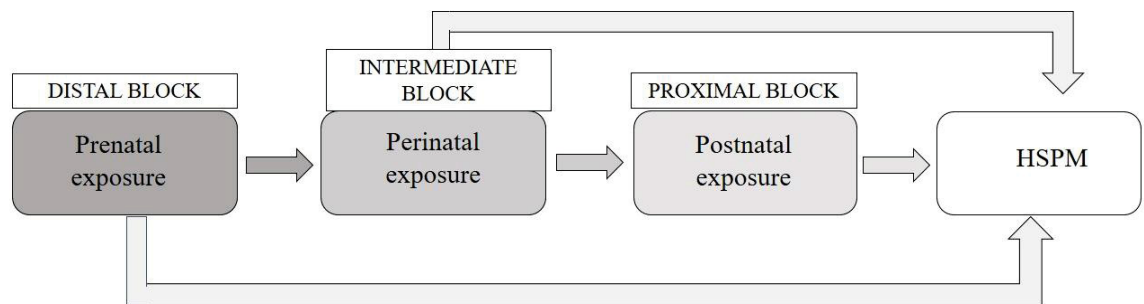 DISTAL BLOCK
Prenatal
exposure
INTERMEDIATE
BLOCK
Perinatal
exposure
PROXIMAL BLOCK
Postnatal
exposure
HSPM